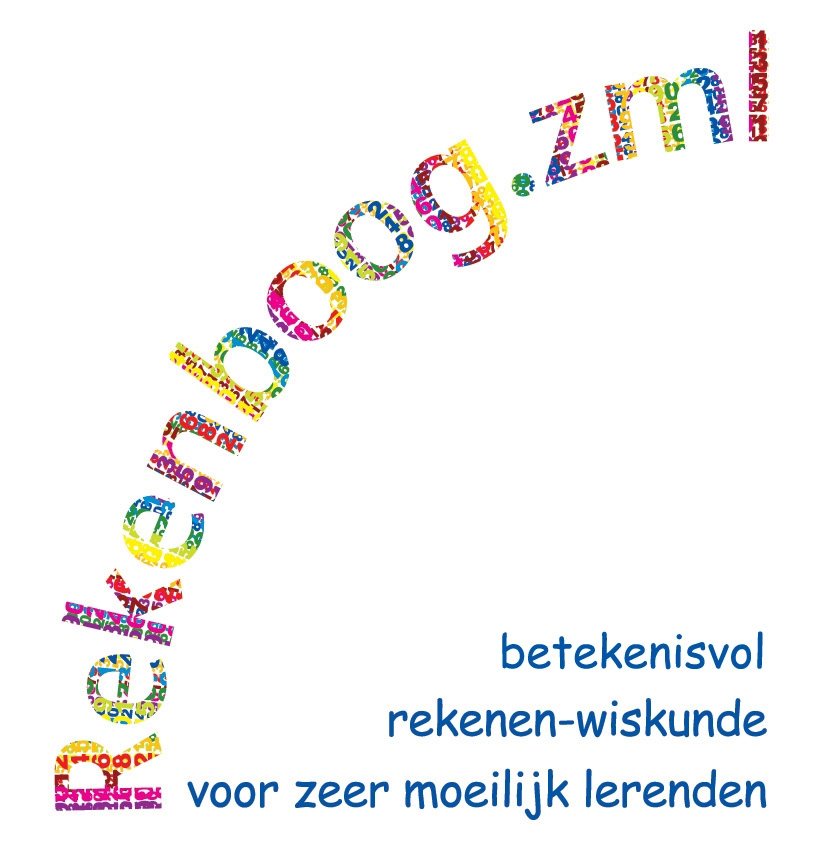 Rekenboog.zml
betekenisvol
rekenen-wiskunde
voor zeer moeilijk lerenden